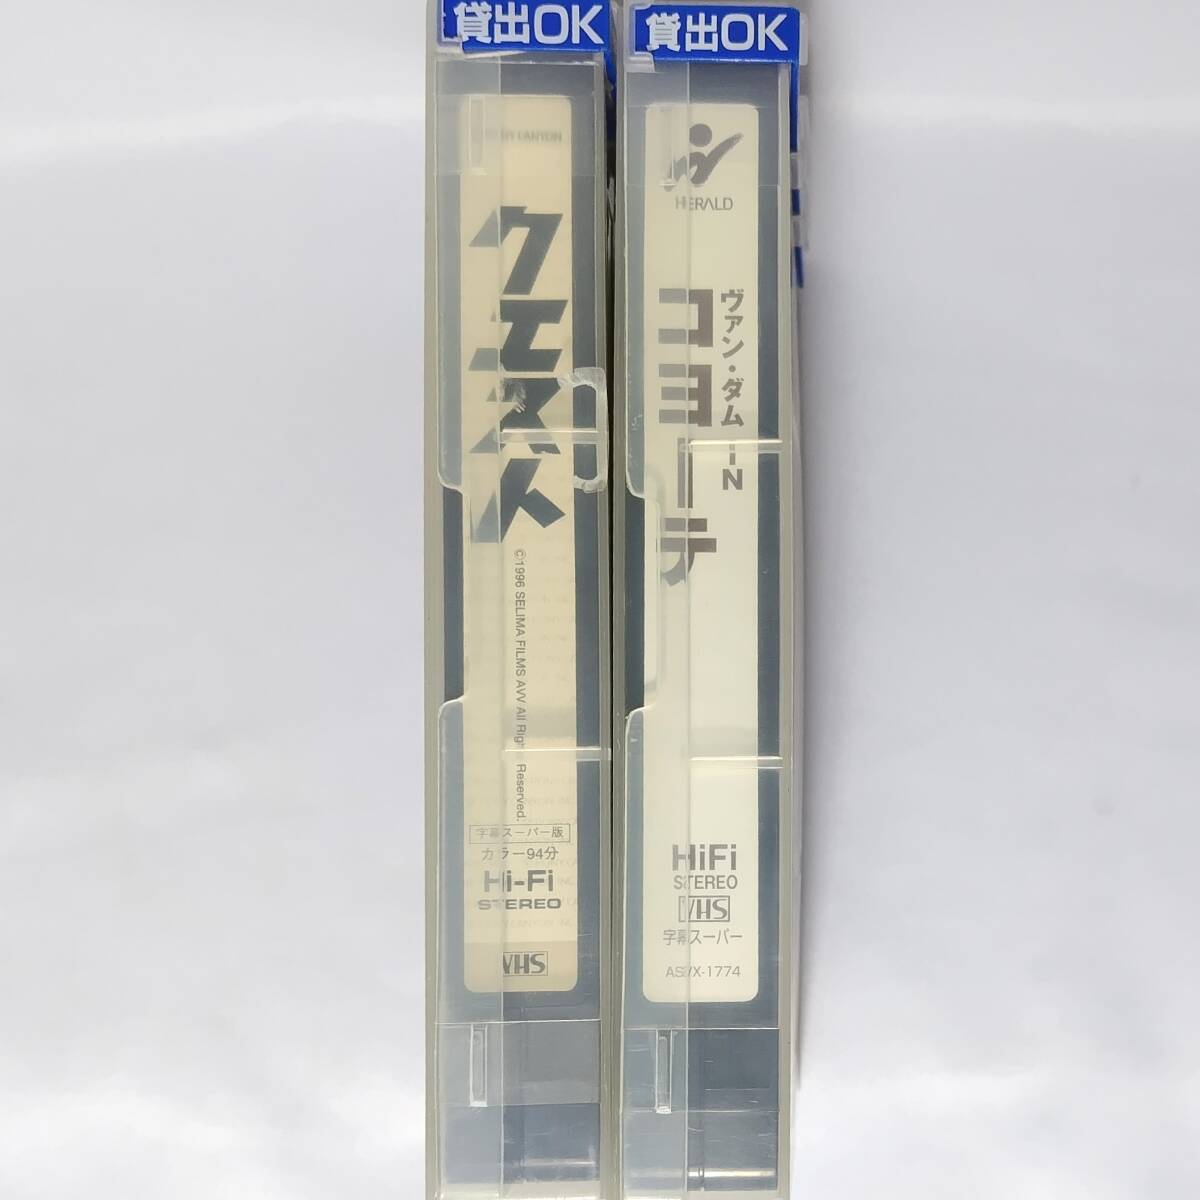 貸出OK
クエスト
©1996 SELIMA FILMS AVV All Rights Reserved.
字幕スーパー版
カラー94分
Hi-Fi
STEREO
VHS
貸出OK
HERALD
ヴァン・ダム IN
コヨーテ
HiFi
STEREO
VHS
字幕スーパー
ASVX-1774